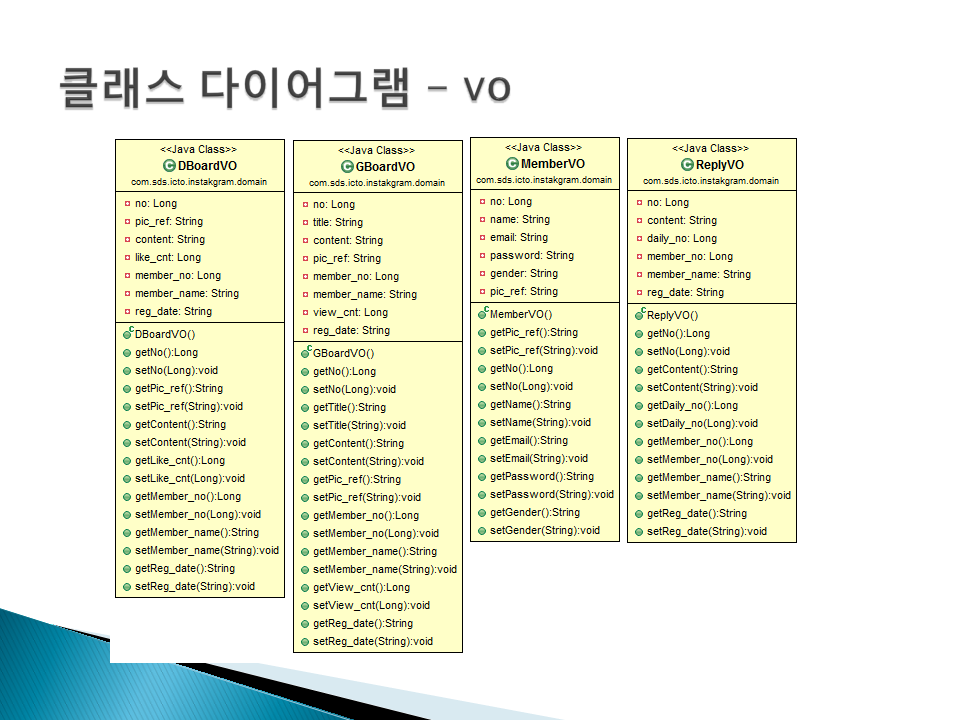 클래스 다이어그램 - vo
<<Java Class>>
DBoardVO
com.sds.icto.instakgram.domain
no: Long
pic_ref: String
content: String
like_cnt: Long
member_no: Long
member_name: String
reg_date: String
DBoardVO()
getNo():Long
setNo(Long):void
getPic_ref():String
setPic_ref(String):void
getContent():String
setContent(String):void
getLike_cnt():Long
setLike_cnt(Long):void
getMember_no():Long
setMember_no(Long):void
getMember_name():String
setMember_name(String):void
getReg_date():String
setReg_date(String):void
<<Java Class>>
GBoardVO
com.sds.icto.instakgram.domain
no: Long
title: String
content: String
pic_ref: String
member_no: Long
member_name: String
view_cnt: Long
reg_date: String
GBoardVO()
getNo():Long
setNo(Long):void
getTitle():String
setTitle(String):void
getContent():String
setContent(String):void
getPic_ref():String
setPic_ref(String):void
getMember_no():Long
setMember_no(Long):void
getMember_name():String
setMember_name(String):void
getView_cnt():Long
setView_cnt(Long):void
getReg_date():String
setReg_date(String):void
<<Java Class>>
MemberVO
com.sds.icto.instakgram.domain
no: Long
name: String
email: String
password: String
gender: String
pic_ref: String
MemberVO()
getPic_ref():String
setPic_ref(String):void
getNo():Long
setNo(Long):void
getName():String
setName(String):void
getEmail():String
setEmail(String):void
getPassword():String
setPassword(String):void
getGender():String
setGender(String):void
<<Java Class>>
ReplyVO
com.sds.icto.instakgram.domain
no: Long
content: String
daily_no: Long
member_no: Long
member_name: String
reg_date: String
ReplyVO()
getNo():Long
setNo(Long):void
getContent():String
setContent(String):void
getDaily_no():Long
setDaily_no(Long):void
getMember_no():Long
setMember_no(Long):void
getMember_name():String
setMember_name(String):void
getReg_date():String
setReg_date(String):void